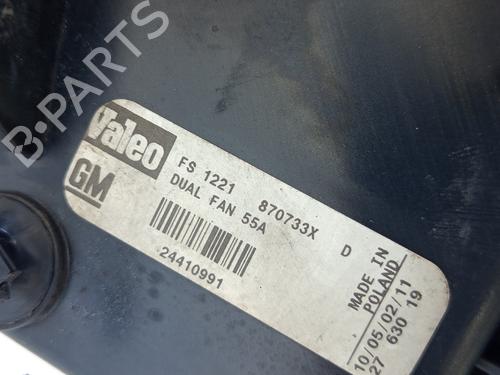 B-PARTS
Valeo
GM
FS 1221 870733X D
DUAL FAN 55A
24410991
MADE IN
POLAND
10/05/02/11
27 630 19